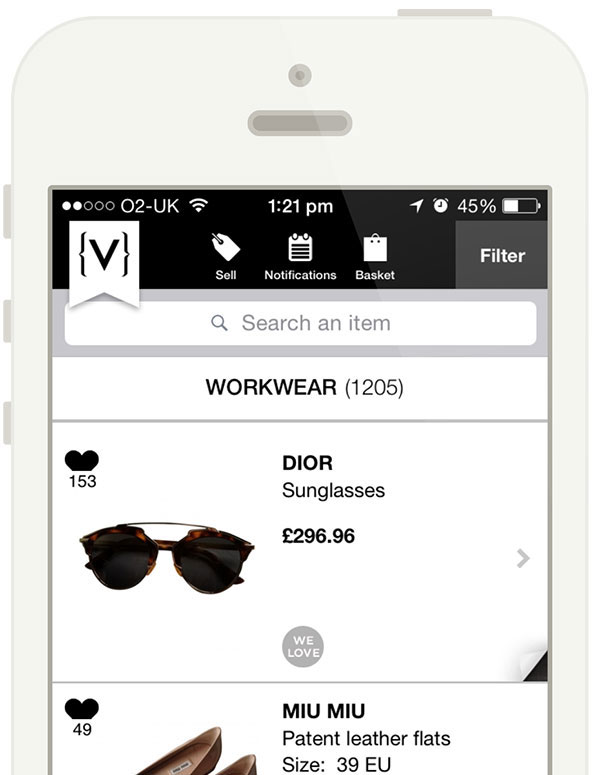 O2-UK 1:21 pm 45%
{V}
Sell Notifications Basket Filter
Search an item
WORKWEAR (1205)
153
DIOR
Sunglasses
£296.96
WE
LOVE
49
MIU MIU
Patent leather flats
Size: 39 EU